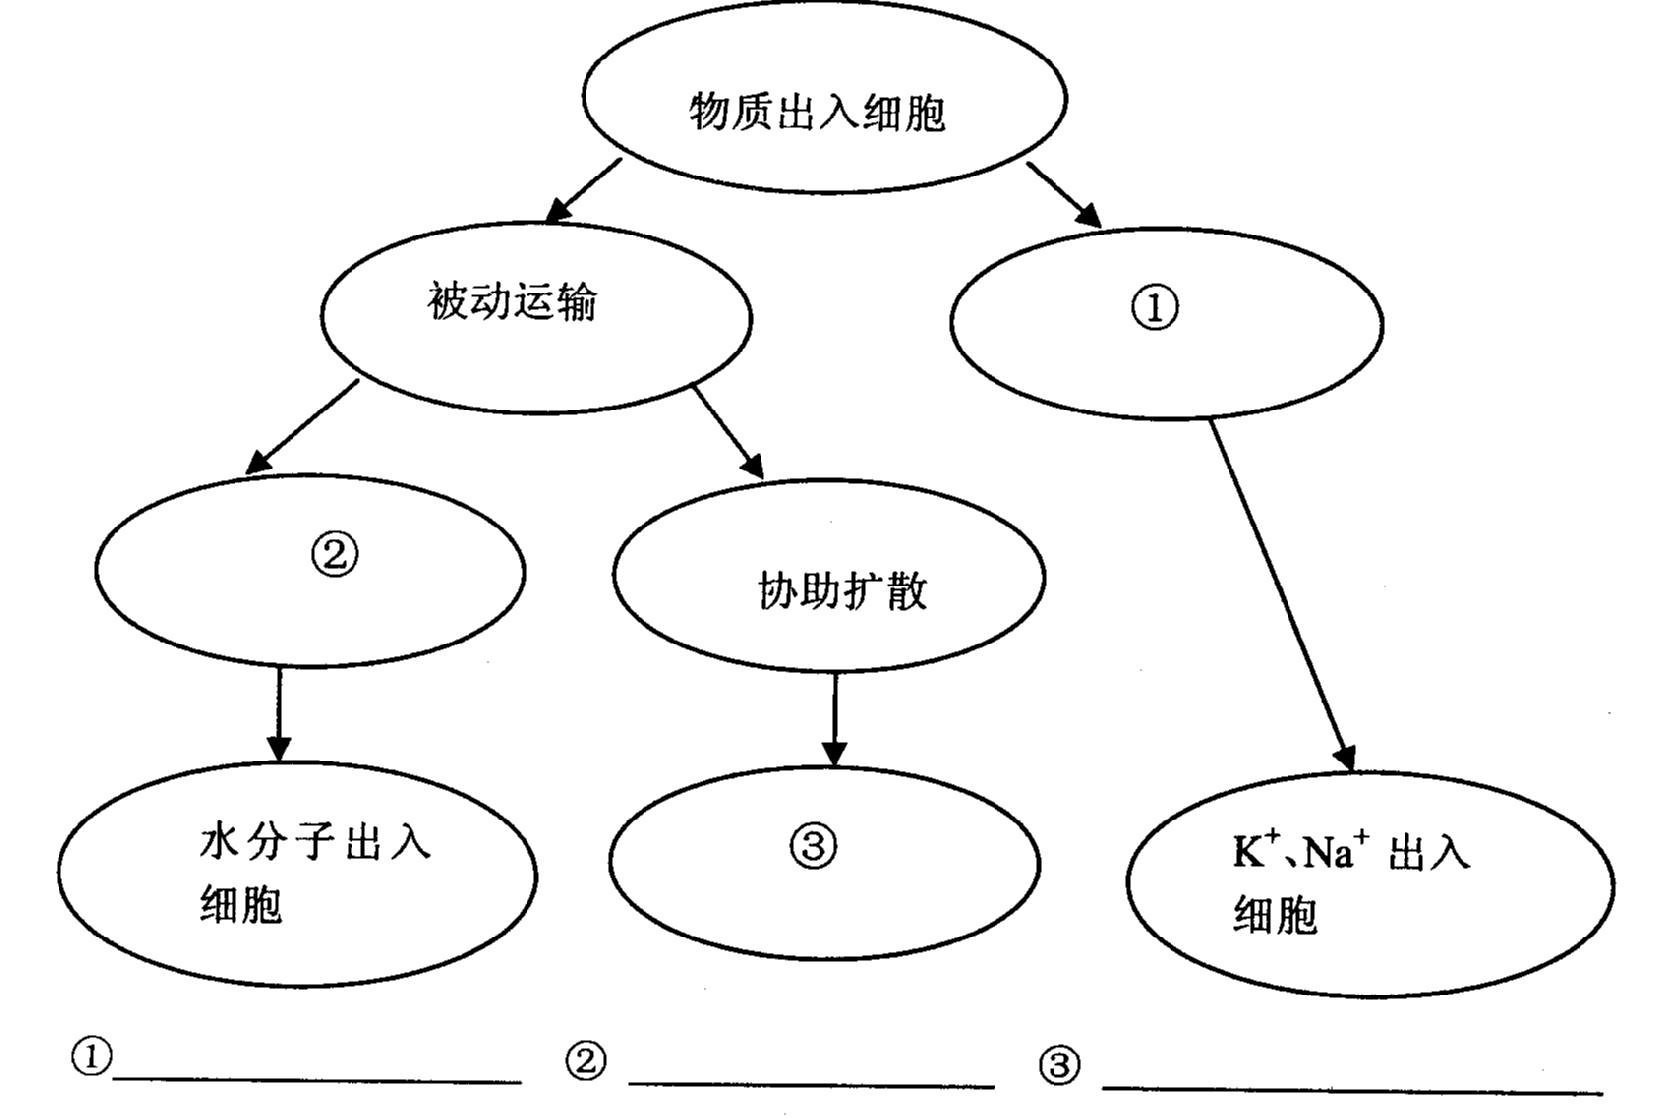 物质出入细胞
被动运输
①
②
协助扩散
水分子出入
细胞
③
K⁺、Na⁺ 出入
细胞
① ② ③